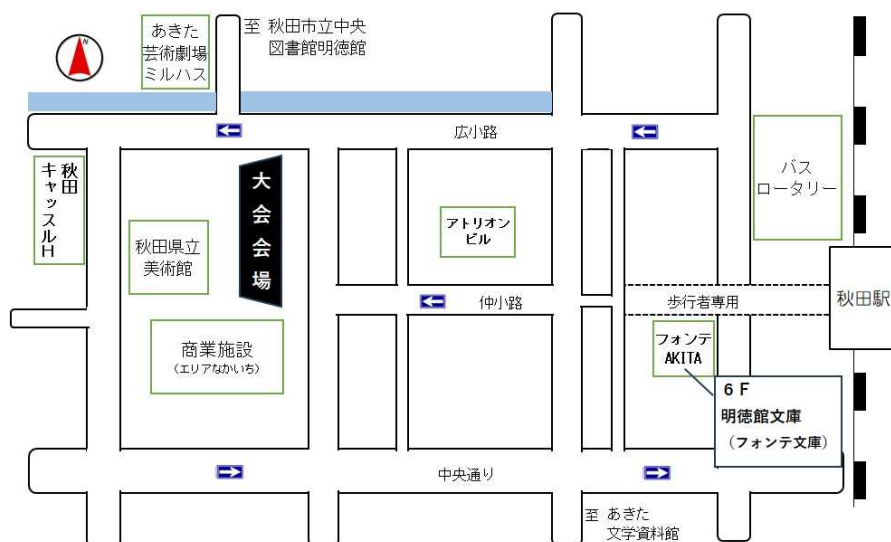 あきた
芸術劇場
ミルハス
至 秋田市立中央
図書館明徳館
N
広小路
秋田
キャッスルH
大会会場
秋田県立
美術館
アトリオン
ビル
バス
ロータリー
仲小路
歩行者専用
秋田駅
商業施設
（エリアなかいち）
フォンテ
AKITA
6F
明徳館文庫
（フォンテ文庫）
中央通り
至 あきた
文学資料館